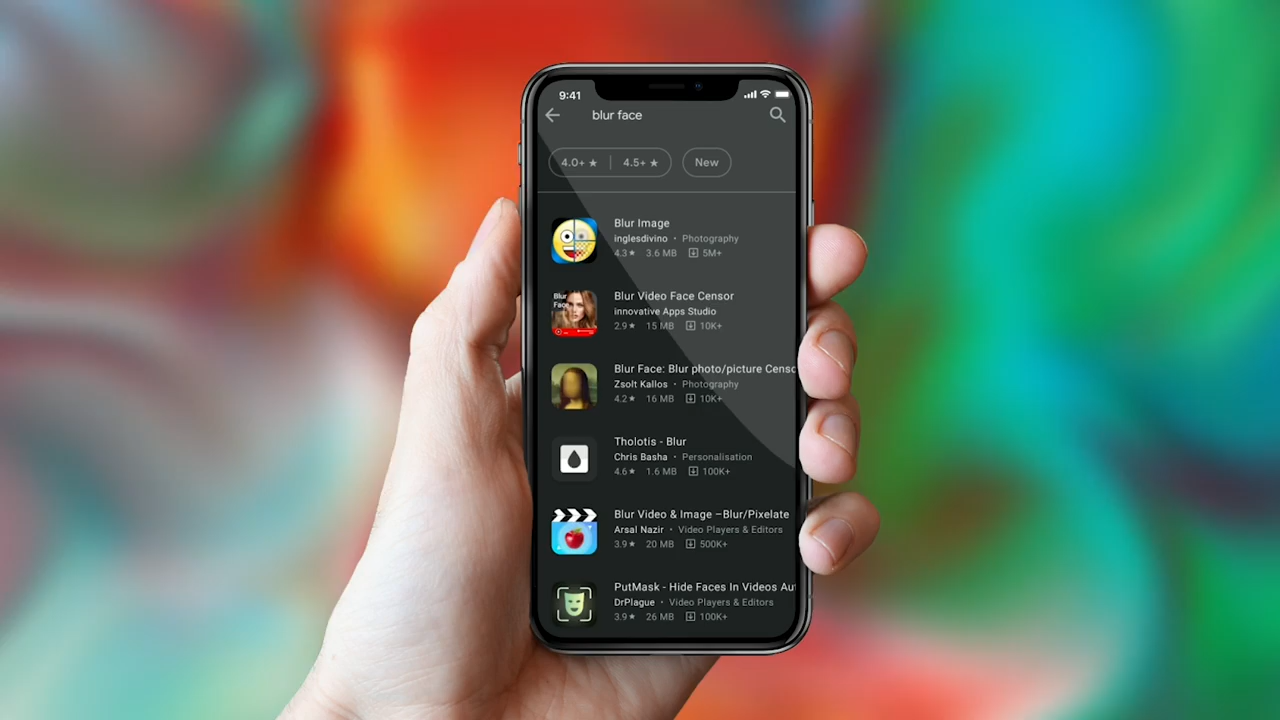 9:41
blur face
4.0+ ★ | 4.5+ ★ New
Blur Image
inglesdivino • Photography
4.3★ 3.6 MB 5M+
Blur Face
Blur Video Face Censor
innovative Apps Studio
2.9★ 15 MB 10K+
Blur Face: Blur photo/picture Censo
Zsolt Kallos • Photography
4.2★ 16 MB 10K+
Tholotis - Blur
Chris Basha • Personalisation
4.6★ 1.6 MB 100K+
Blur Video & Image –Blur/Pixelate
Arsal Nazir • Video Players & Editors
3.9★ 20 MB 500K+
PutMask - Hide Faces In Videos Au
DrPlague • Video Players & Editors
3.9★ 26 MB 100K+